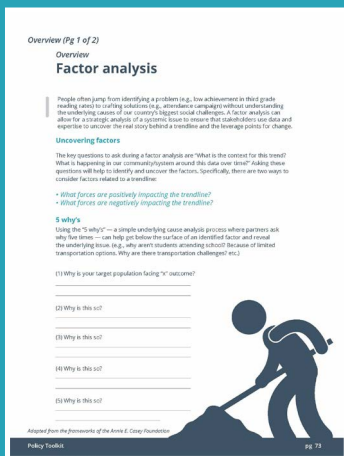 Overview (Pg 1 of 2)
Overview
Factor analysis
People often jump from identifying a problem (e.g., low achievement in third grade
reading rates) to crafting solutions (e.g., attendance campaign) without understanding
the underlying causes of our country's biggest social challenges. A factor analysis can
allow for a strategic analysis of a systemic issue to ensure that stakeholders use data and
expertise to uncover the real story behind a trendline and the leverage points for change.
Uncovering factors
The key questions to ask during a factor analysis are "What is the context for this trend?
What is happening in our community/system around this data over time?" Asking these
questions will help to identify and uncover the factors. Specifically, there are two ways to
consider factors related to a trendline:
• What forces are positively impacting the trendline?
• What forces are negatively impacting the trendline?
5 why's
Using the "5 why's" — a simple underlying cause analysis process where partners ask
why five times — can help get below the surface of an identified factor and reveal
the underlying issue. (e.g., why aren't students attending school? Because of limited
transportation options. Why are there transportation challenges? etc.)
(1) Why is your target population facing "x" outcome?
(2) Why is this so?
(3) Why is this so?
(4) Why is this so?
(5) Why is this so?
Adapted from the frameworks of the Annie E. Casey Foundation
Policy Toolkit
pg 73